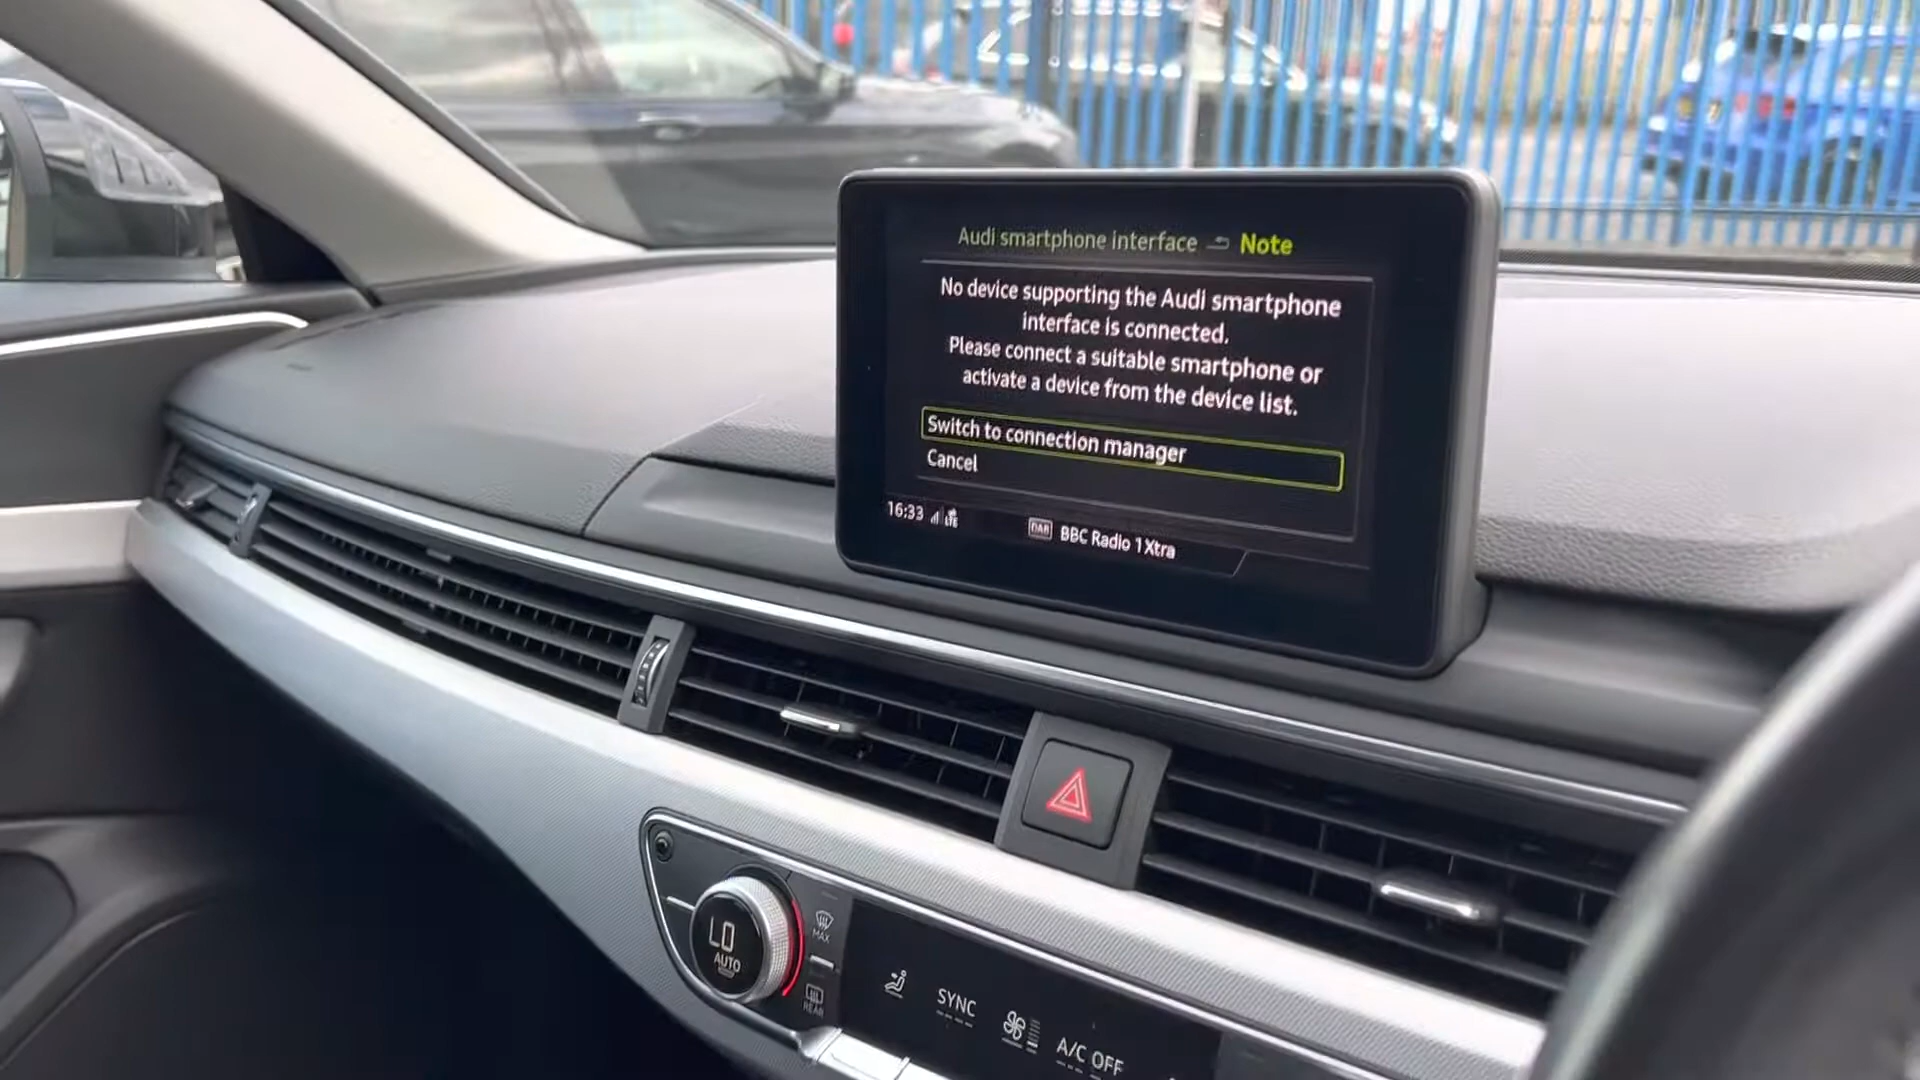 Audi smartphone interface Note
No device supporting the Audi smartphone
interface is connected.
Please connect a suitable smartphone or
activate a device from the device list.
Switch to connection manager
Cancel
16:33 LTE DAB BBC Radio 1Xtra
LO
AUTO
MAX
REAR
SYNC
A/C OFF